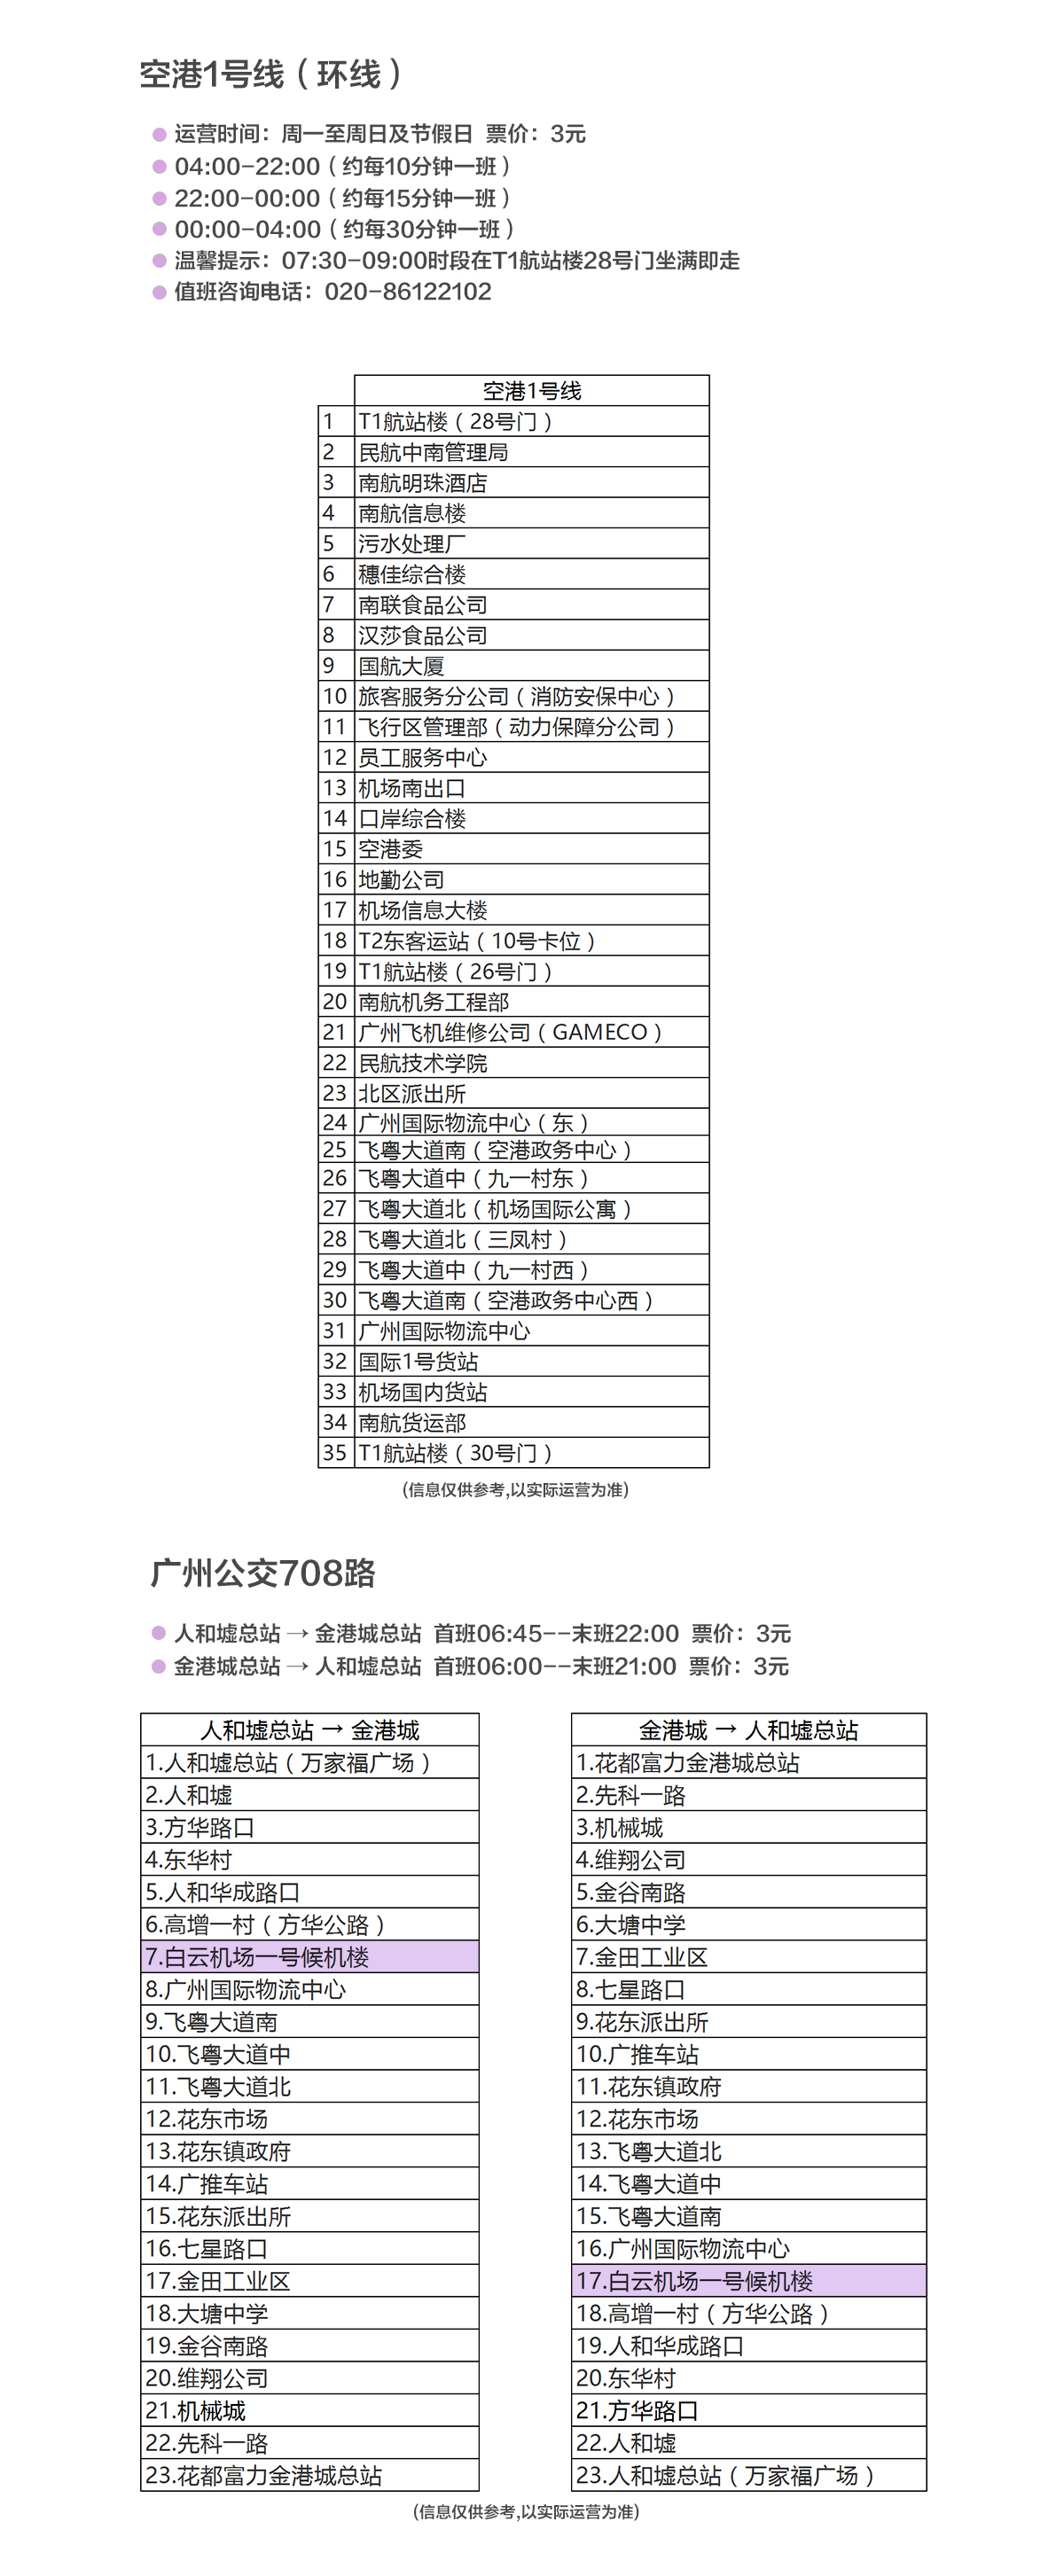 空港1号线（环线）
运营时间：周一至周日及节假日 票价：3元
04:00-22:00（约每10分钟一班）
22:00-00:00（约每15分钟一班）
00:00-04:00（约每30分钟一班）
温馨提示：07:30-09:00时段在T1航站楼28号门坐满即走
值班咨询电话：020-86122102
空港1号线
1 T1航站楼（28号门）
2 民航中南管理局
3 南航明珠酒店
4 南航信息楼
5 污水处理厂
6 穗佳综合楼
7 南联食品公司
8 汉莎食品公司
9 国航大厦
10 旅客服务分公司（消防安保中心）
11 飞行区管理部（动力保障分公司）
12 员工服务中心
13 机场南出口
14 口岸综合楼
15 空港委
16 地勤公司
17 机场信息大楼
18 T2东客运站（10号卡位）
19 T1航站楼（26号门）
20 南航机务工程部
21 广州飞机维修公司（GAMECO）
22 民航技术学院
23 北区派出所
24 广州国际物流中心（东）
25 飞粤大道南（空港政务中心）
26 飞粤大道中（九一村东）
27 飞粤大道北（机场国际公寓）
28 飞粤大道北（三凤村）
29 飞粤大道中（九一村西）
30 飞粤大道南（空港政务中心西）
31 广州国际物流中心
32 国际1号货站
33 机场国内货站
34 南航货运部
35 T1航站楼（30号门）
(信息仅供参考,以实际运营为准)
广州公交708路
人和墟总站→金港城总站 首班06:45--末班22:00 票价：3元
金港城总站→人和墟总站 首班06:00--末班21:00 票价：3元
人和墟总站 → 金港城
1.人和墟总站（万家福广场）
2.人和墟
3.方华路口
4.东华村
5.人和华成路口
6.高增一村（方华公路）
7.白云机场一号候机楼
8.广州国际物流中心
9.飞粤大道南
10.飞粤大道中
11.飞粤大道北
12.花东市场
13.花东镇政府
14.广推车站
15.花东派出所
16.七星路口
17.金田工业区
18.大塘中学
19.金谷南路
20.维翔公司
21.机械城
22.先科一路
23.花都富力金港城总站
金港城 → 人和墟总站
1.花都富力金港城总站
2.先科一路
3.机械城
4.维翔公司
5.金谷南路
6.大塘中学
7.金田工业区
8.七星路口
9.花东派出所
10.广推车站
11.花东镇政府
12.花东市场
13.飞粤大道北
14.飞粤大道中
15.飞粤大道南
16.广州国际物流中心
17.白云机场一号候机楼
18.高增一村（方华公路）
19.人和华成路口
20.东华村
21.方华路口
22.人和墟
23.人和墟总站（万家福广场）
(信息仅供参考,以实际运营为准)